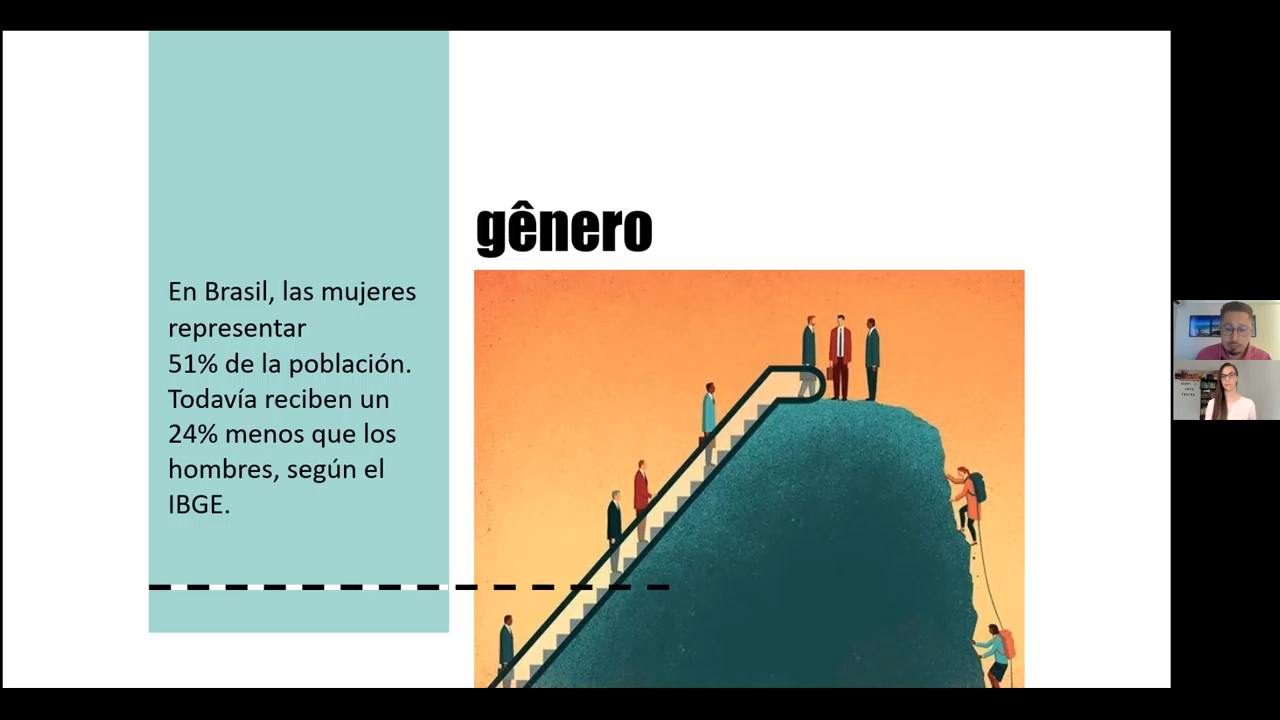 gênero
En Brasil, las mujeres
representar
51% de la población.
Todavía reciben un
24% menos que los
hombres, según el
IBGE.